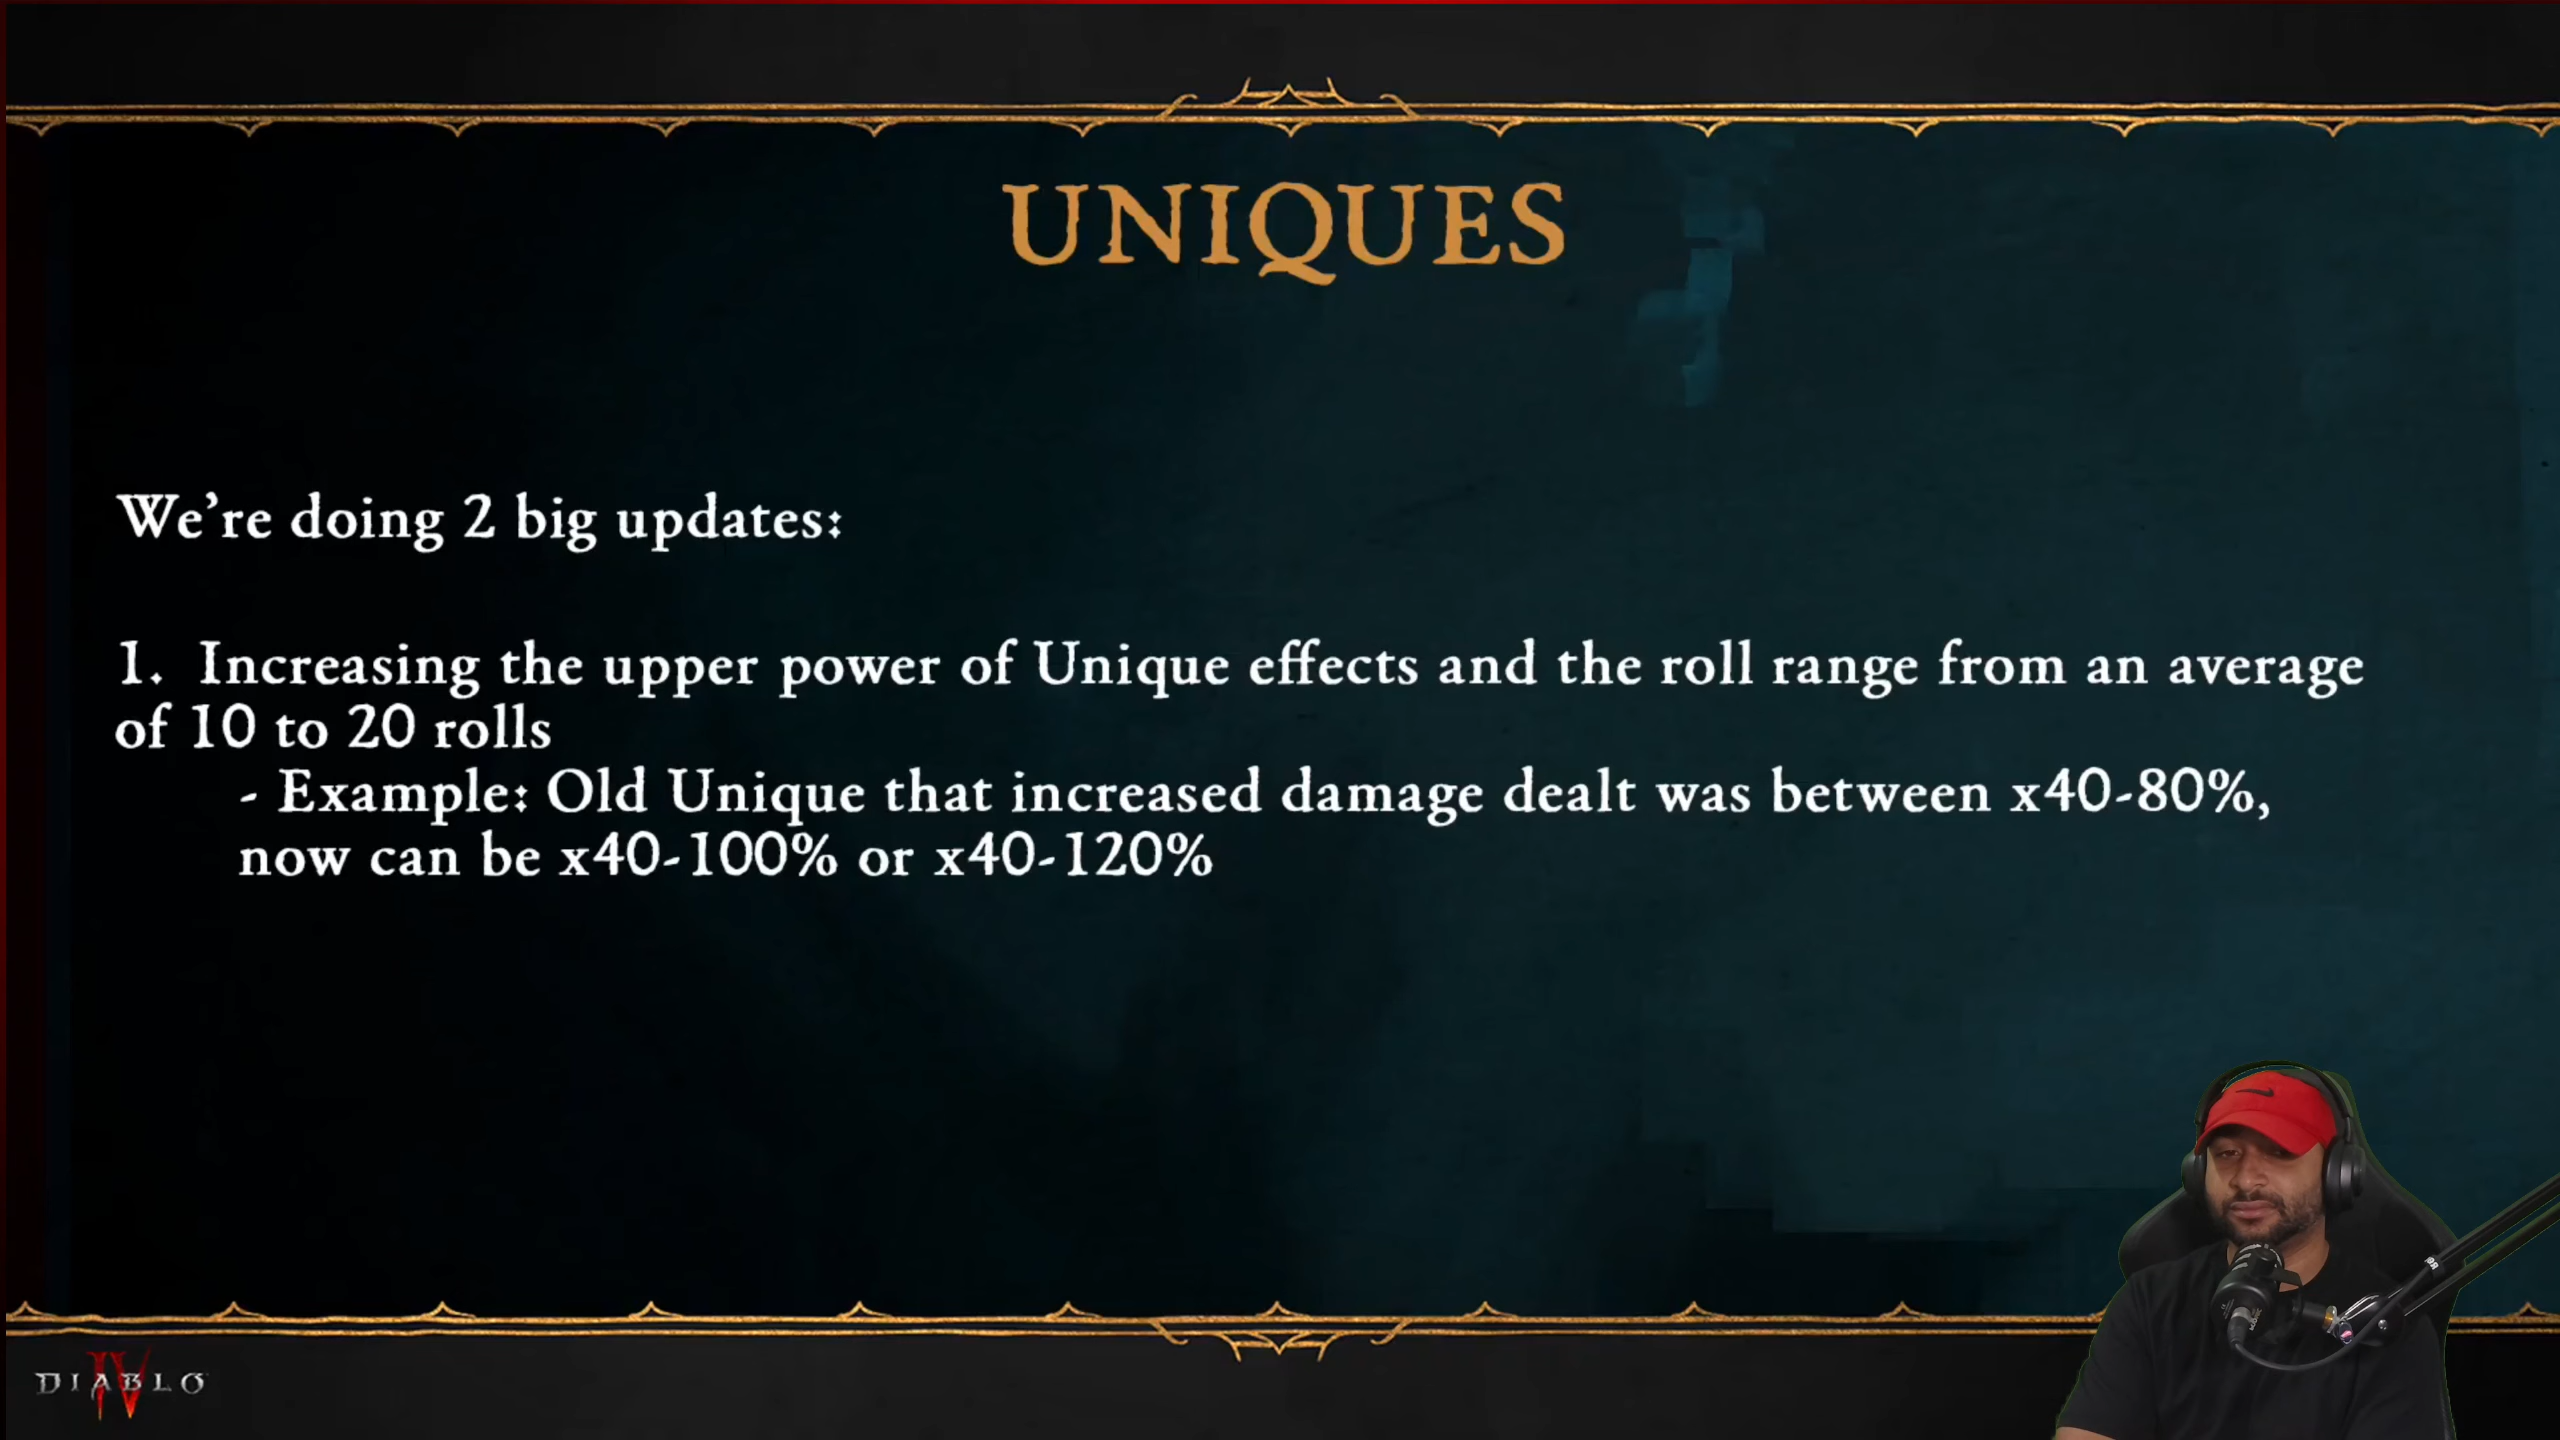 UNIQUES
We're doing 2 big updates:
1. Increasing the upper power of Unique effects and the roll range from an average
of 10 to 20 rolls
- Example: Old Unique that increased damage dealt was between x40-80%,
now can be x40-100% or x40-120%
DIABLO
IV